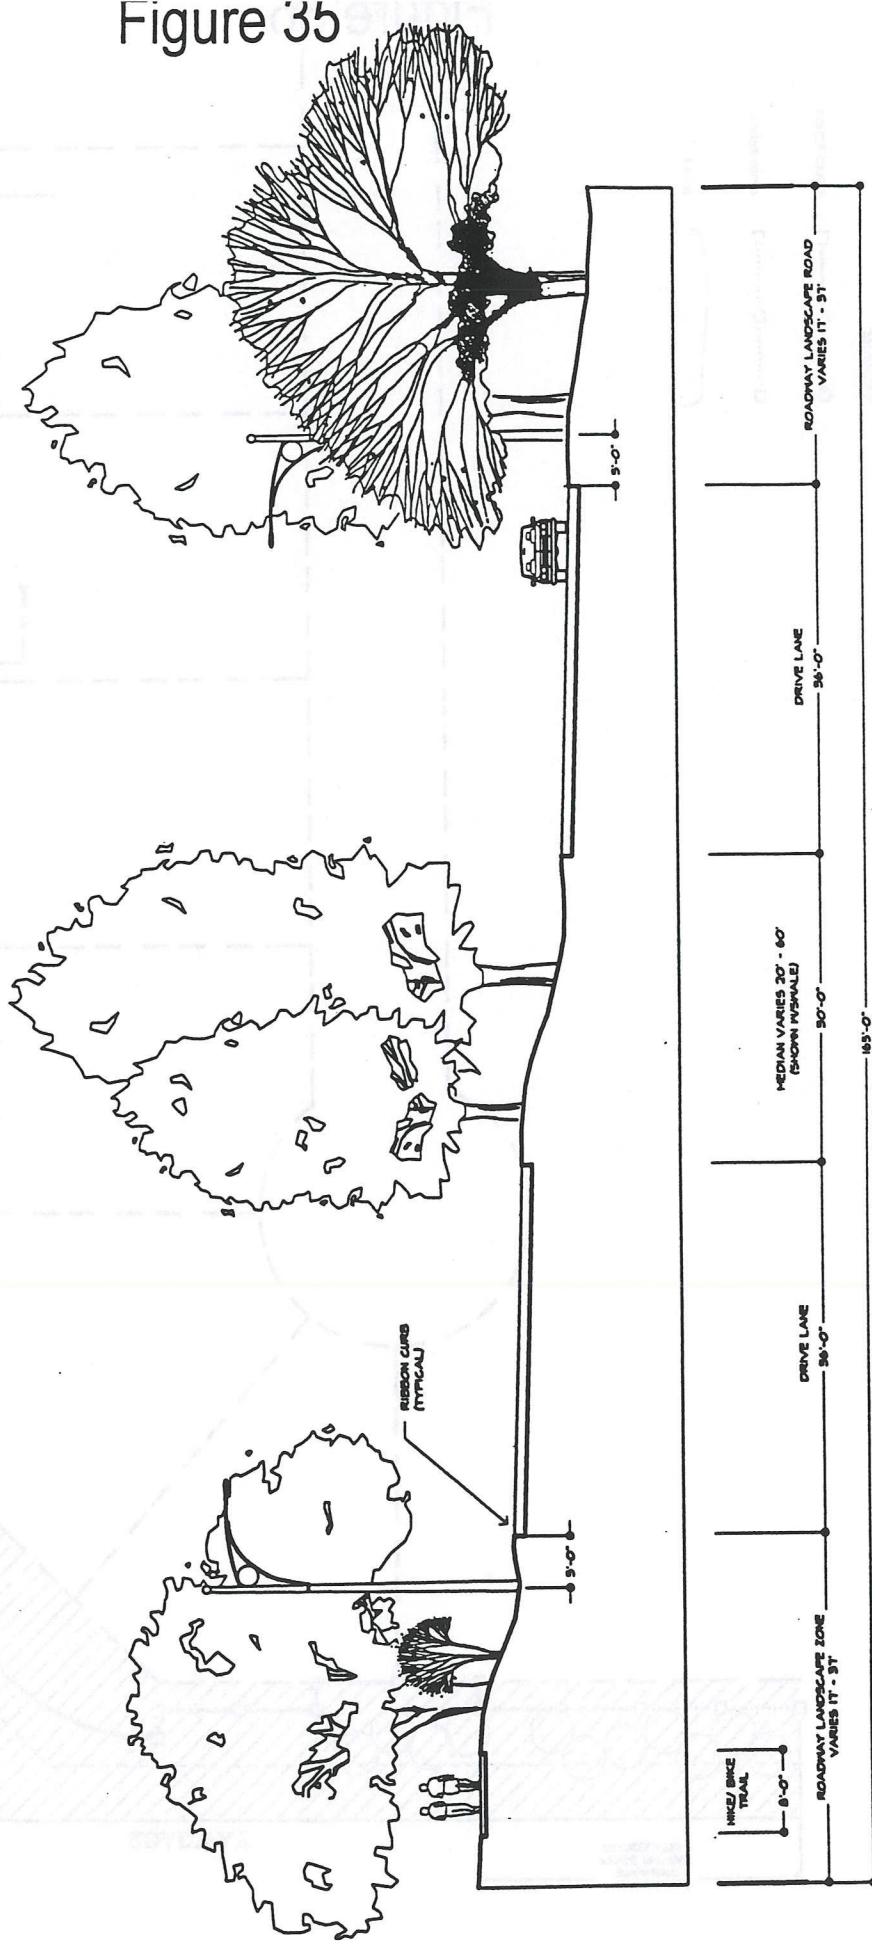 Figure 35
RIBBON CURB
(TYPICAL)
5'-0"
5'-0"
HIKE/ BIKE
TRAIL
8'-0"
ROADWAY LANDSCAPE ZONE
VARIES 17' - 37'
DRIVE LANE
36'-0"
MEDIAN VARIES 20' - 60'
(SHOWN W/SWALE)
30'-0"
DRIVE LANE
36'-0"
ROADWAY LANDSCAPE ROAD
VARIES 17' - 37'
165'-0"